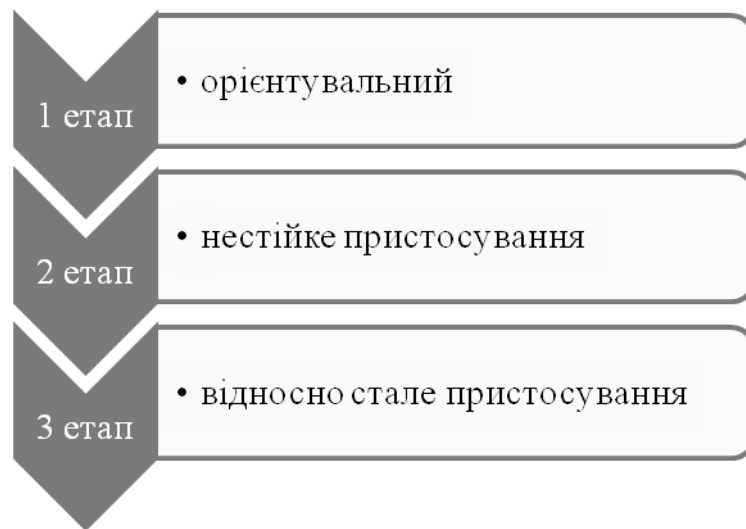 1 етап
• орієнтувальний
2 етап
• нестійке пристосування
3 етап
• відносно стале пристосування